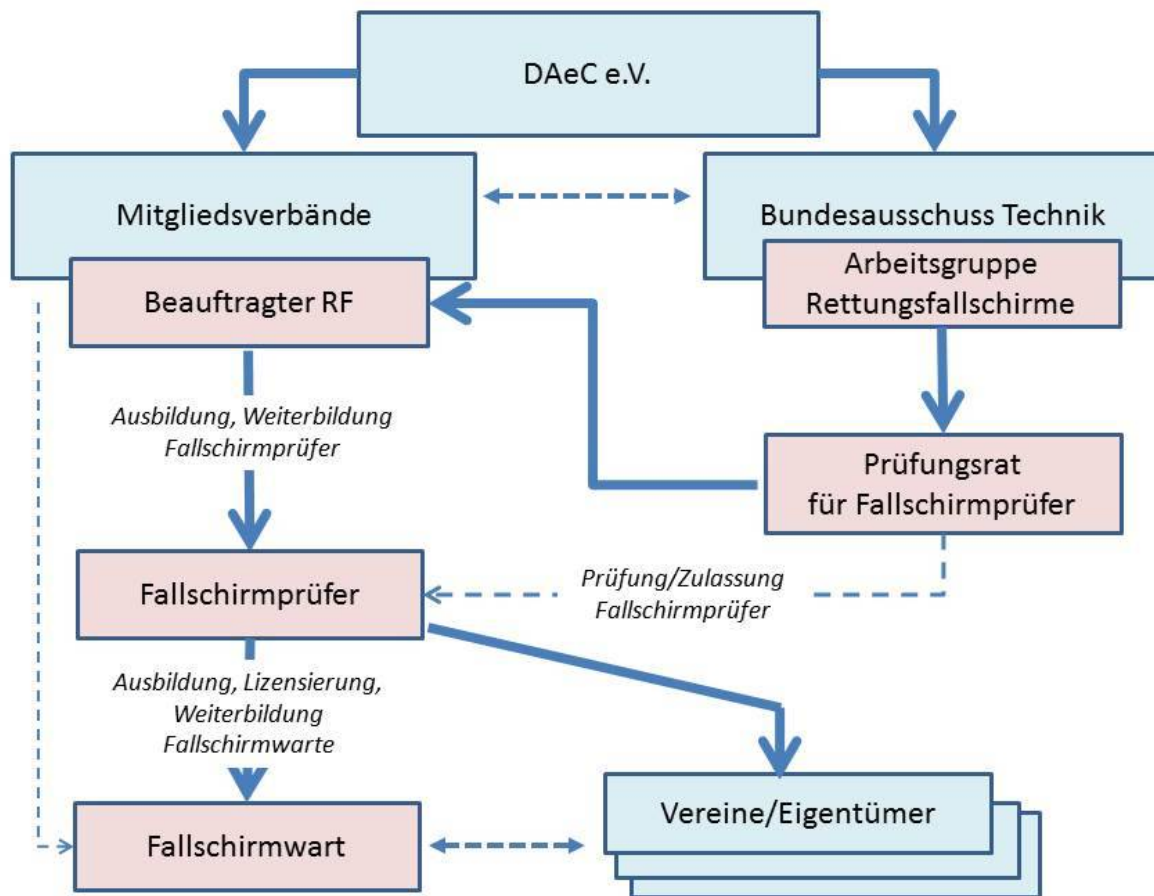 DAeC e.V.
Mitgliedsverbände
Bundesausschuss Technik
Beauftragter RF
Arbeitsgruppe
Rettungsfallschirme
Ausbildung, Weiterbildung
Fallschirmprüfer
Prüfungsrat
für Fallschirmprüfer
Fallschirmprüfer
Prüfung/Zulassung
Fallschirmprüfer
Ausbildung, Lizensierung,
Weiterbildung
Fallschirmwarte
Vereine/Eigentümer
Fallschirmwart